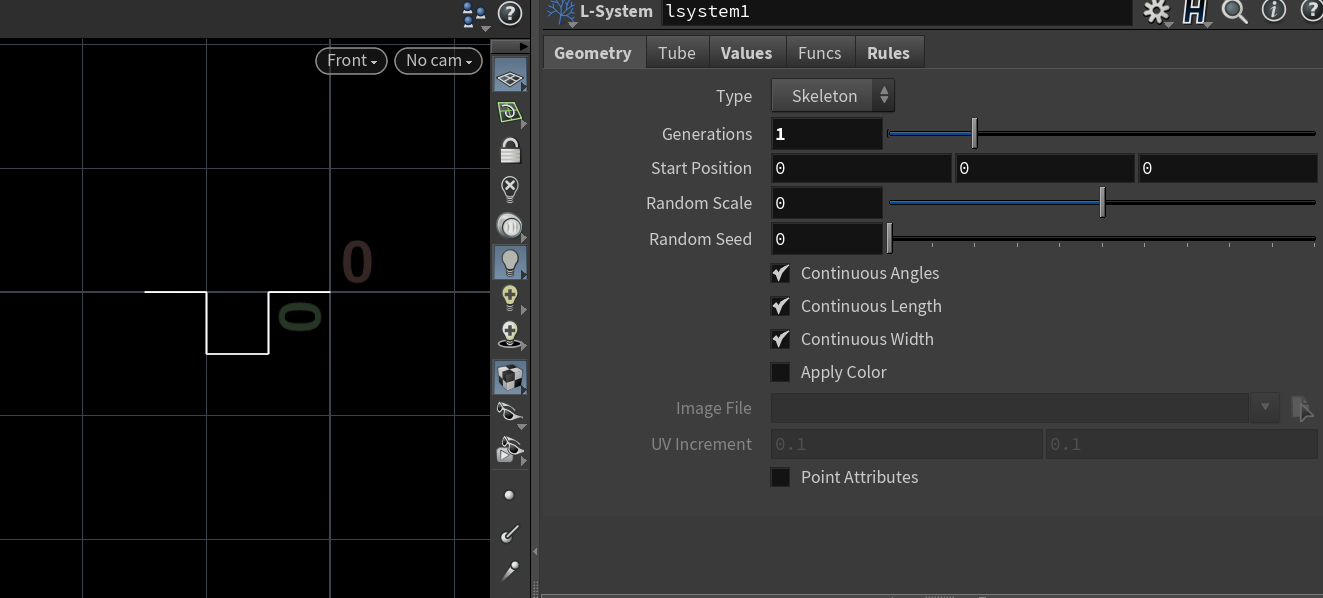 L-System lsystem1
Front No cam
Geometry Tube Values Funcs Rules
Type Skeleton
Generations 1
Start Position 0 0 0
Random Scale 0
Random Seed 0
Continuous Angles
Continuous Length
Continuous Width
Apply Color
Image File
UV Increment 0.1 0.1
Point Attributes
0
0